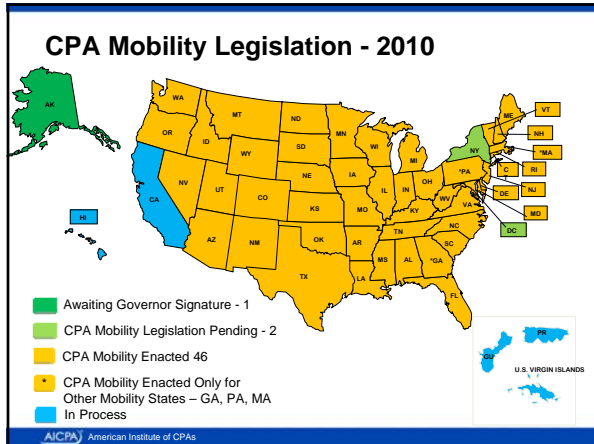 CPA Mobility Legislation - 2010
AK
WA
MT
ND
MN
ME
VT
OR
ID
WY
SD
WI
MI
NY
NH
*MA
NV
UT
CO
NE
IA
IL
IN
OH
*PA
C
RI
CA
KS
MO
KY
WV
VA
DE
NJ
MD
HI
AZ
NM
OK
AR
TN
NC
DC
TX
LA
MS
AL
*GA
SC
FL
Awaiting Governor Signature - 1
CPA Mobility Legislation Pending - 2
CPA Mobility Enacted 46
* CPA Mobility Enacted Only for
Other Mobility States – GA, PA, MA
In Process
PR
GU
U.S. VIRGIN ISLANDS
AICPA) American Institute of CPAs